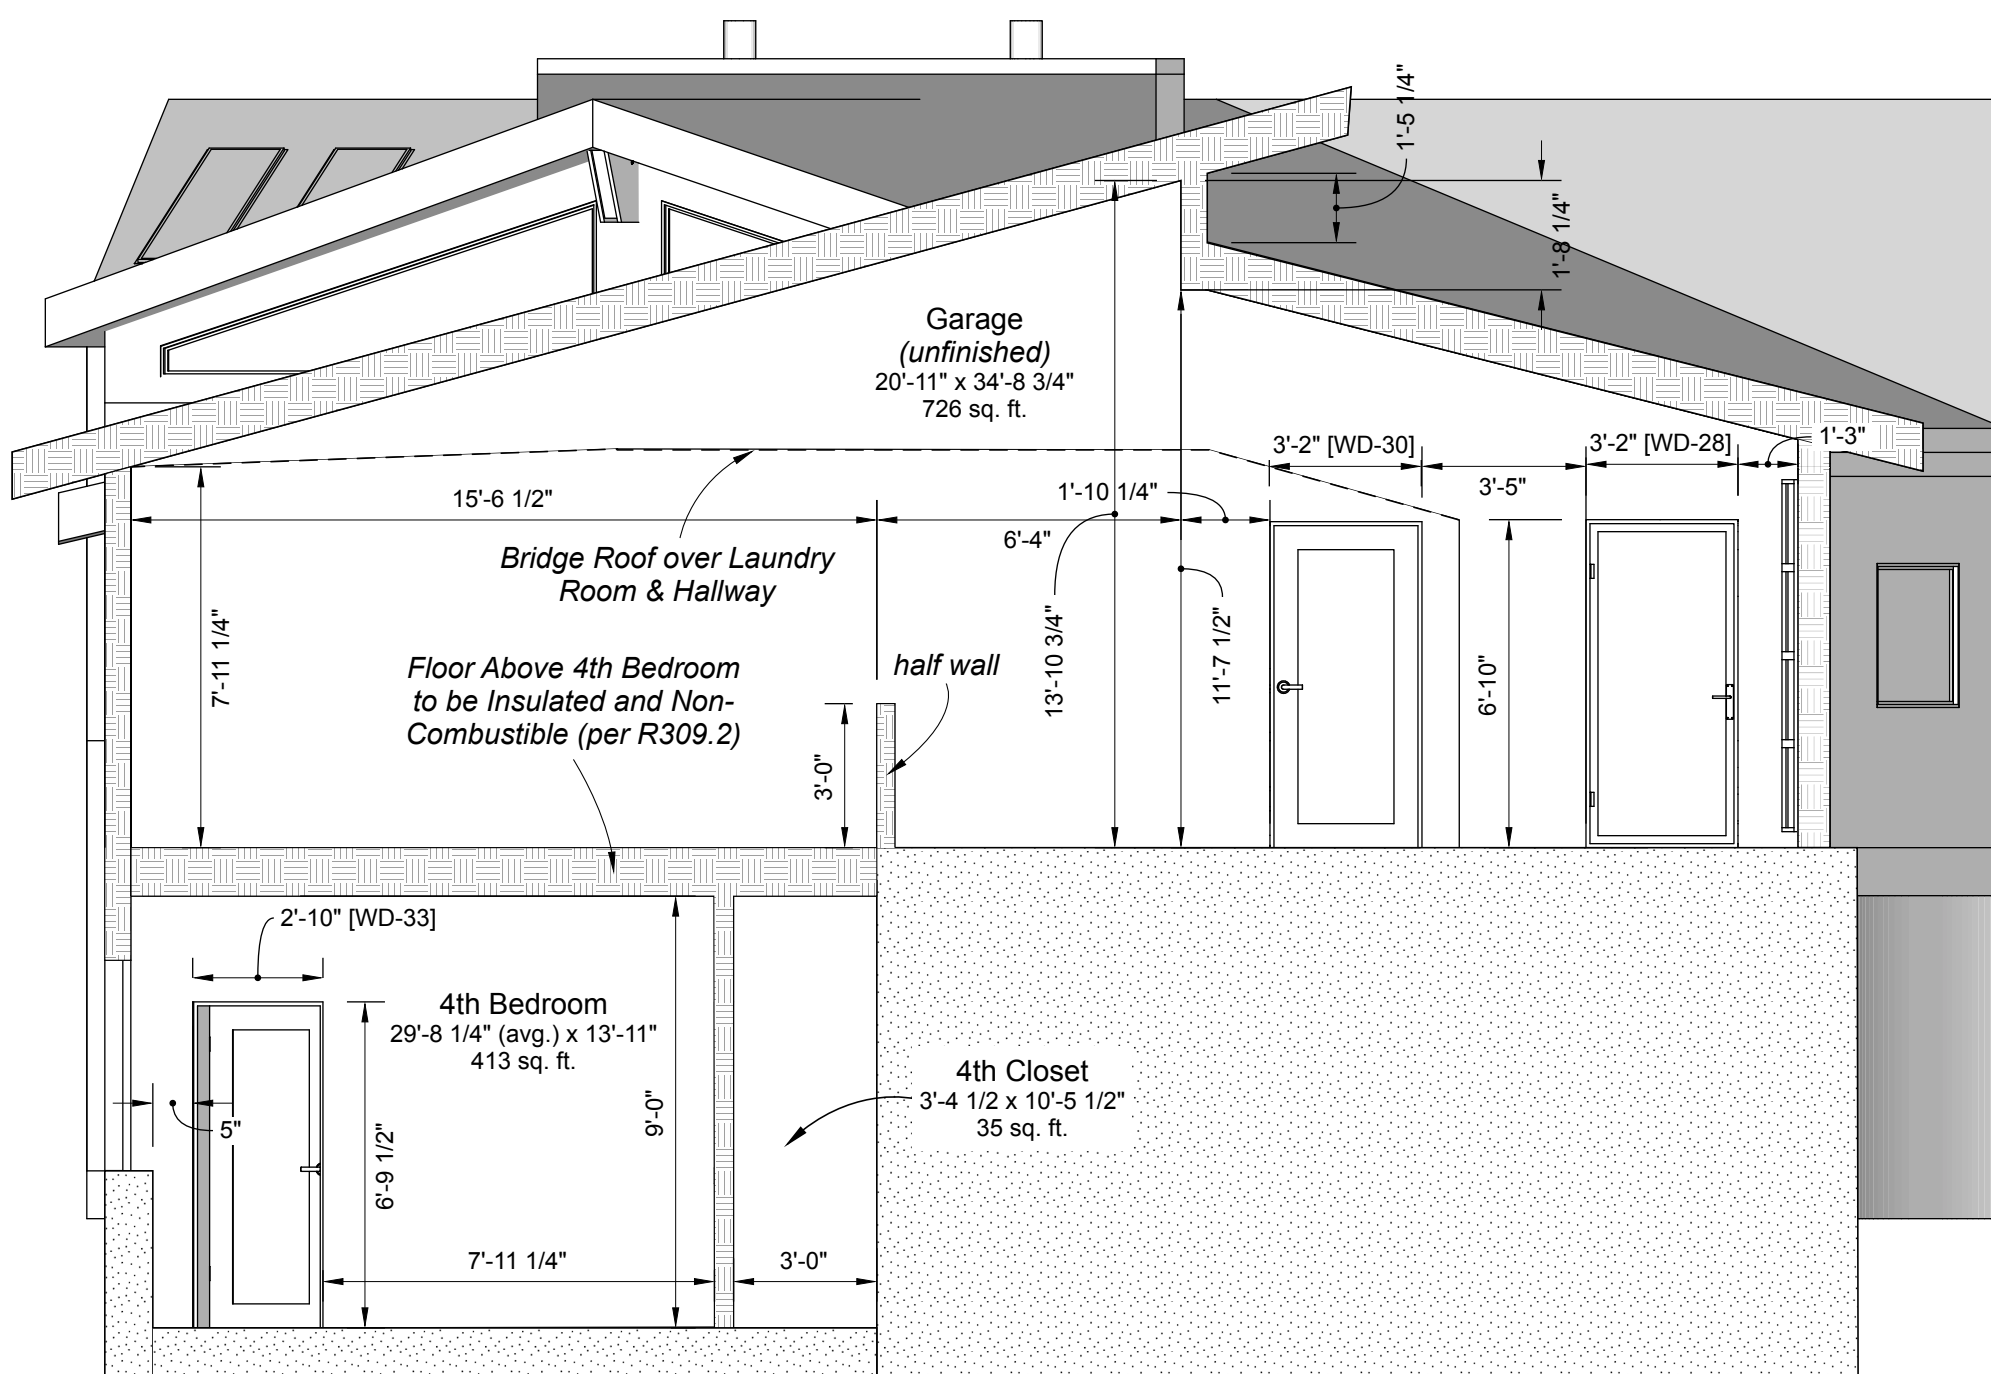 1'-5 1/4"
1'-8 1/4"
Garage
(unfinished)
20'-11" x 34'-8 3/4"
726 sq. ft.
3'-2" [WD-30]
3'-2" [WD-28]
1'-3"
3'-5"
15'-6 1/2"
1'-10 1/4"
6'-4"
Bridge Roof over Laundry
Room & Hallway
7'-11 1/4"
Floor Above 4th Bedroom
to be Insulated and Non-
Combustible (per R309.2)
half wall
13'-10 3/4"
11'-7 1/2"
6'-10"
3'-0"
2'-10" [WD-33]
4th Bedroom
29'-8 1/4" (avg.) x 13'-11"
413 sq. ft.
4th Closet
3'-4 1/2 x 10'-5 1/2"
35 sq. ft.
5"
6'-9 1/2"
9'-0"
7'-11 1/4"
3'-0"